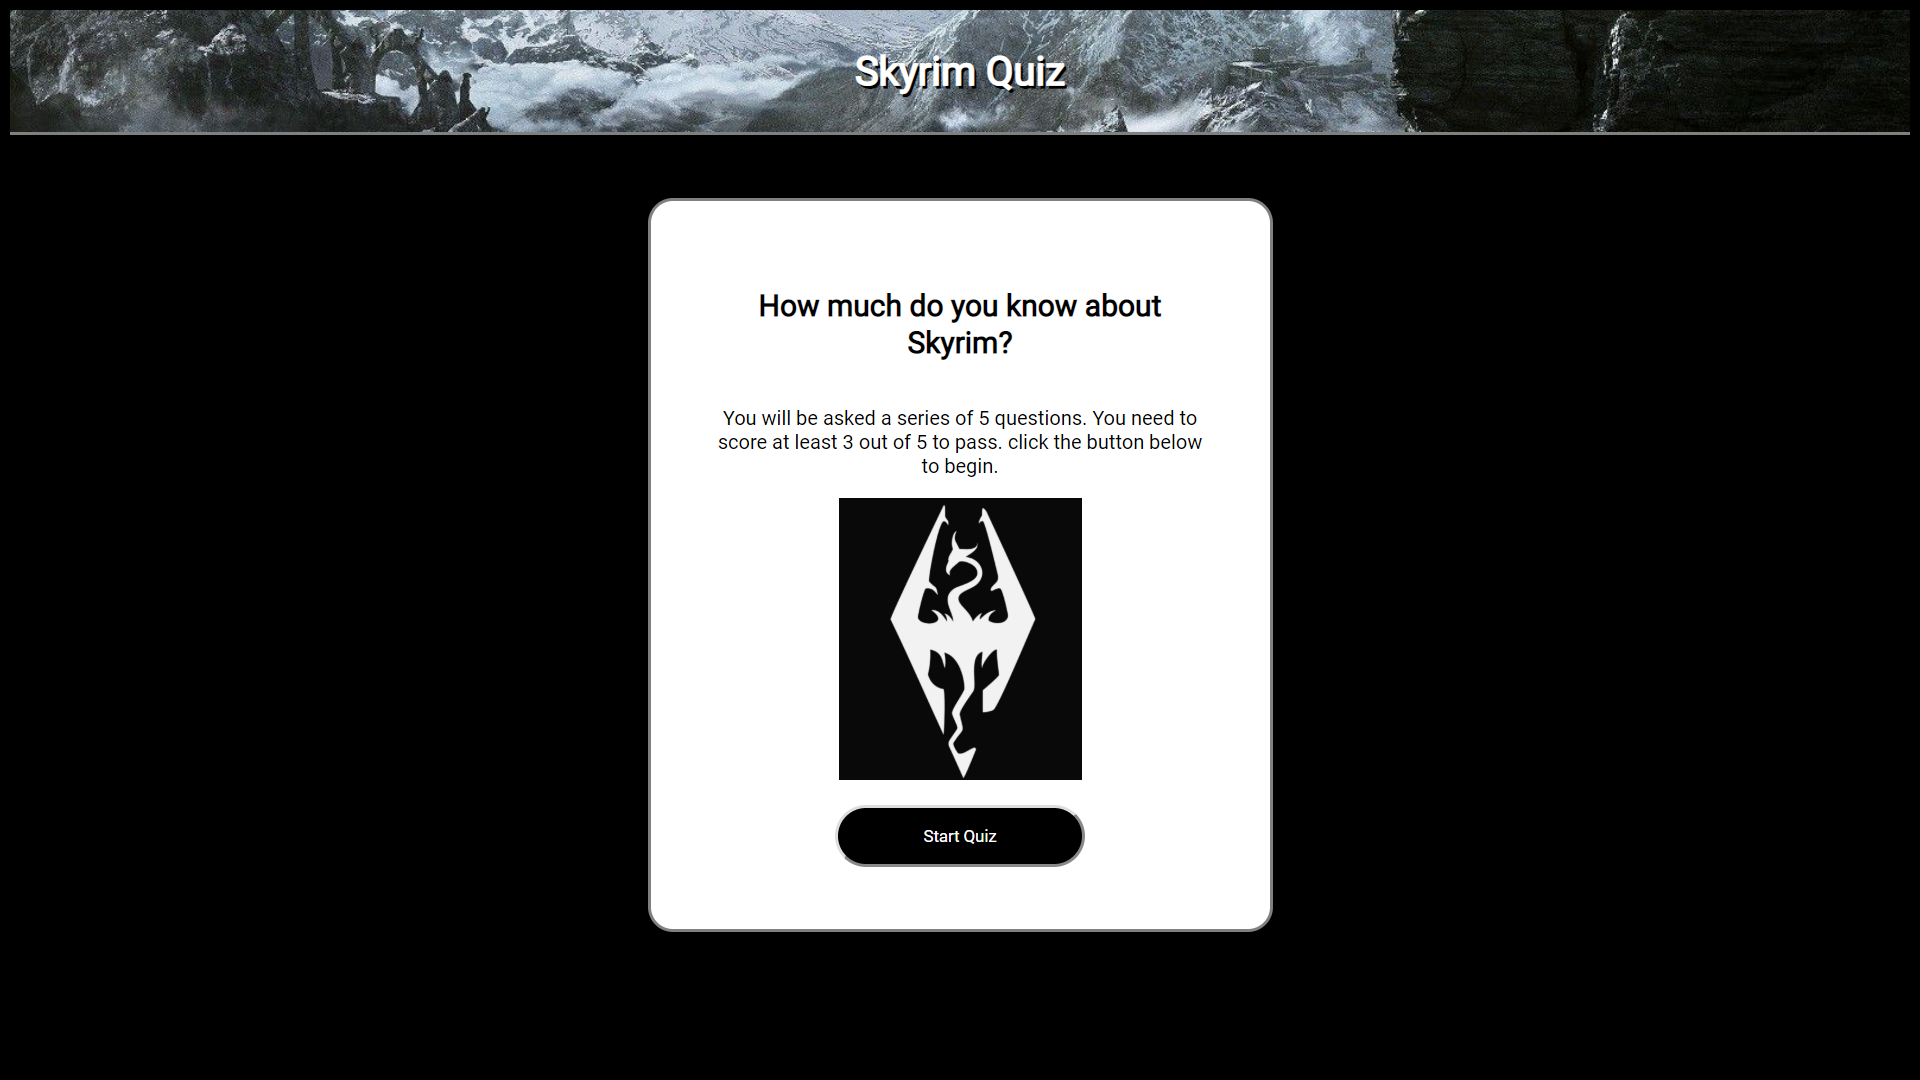 Skyrim Quiz
How much do you know about
Skyrim?
You will be asked a series of 5 questions. You need to
score at least 3 out of 5 to pass. click the button below
to begin.
Start Quiz